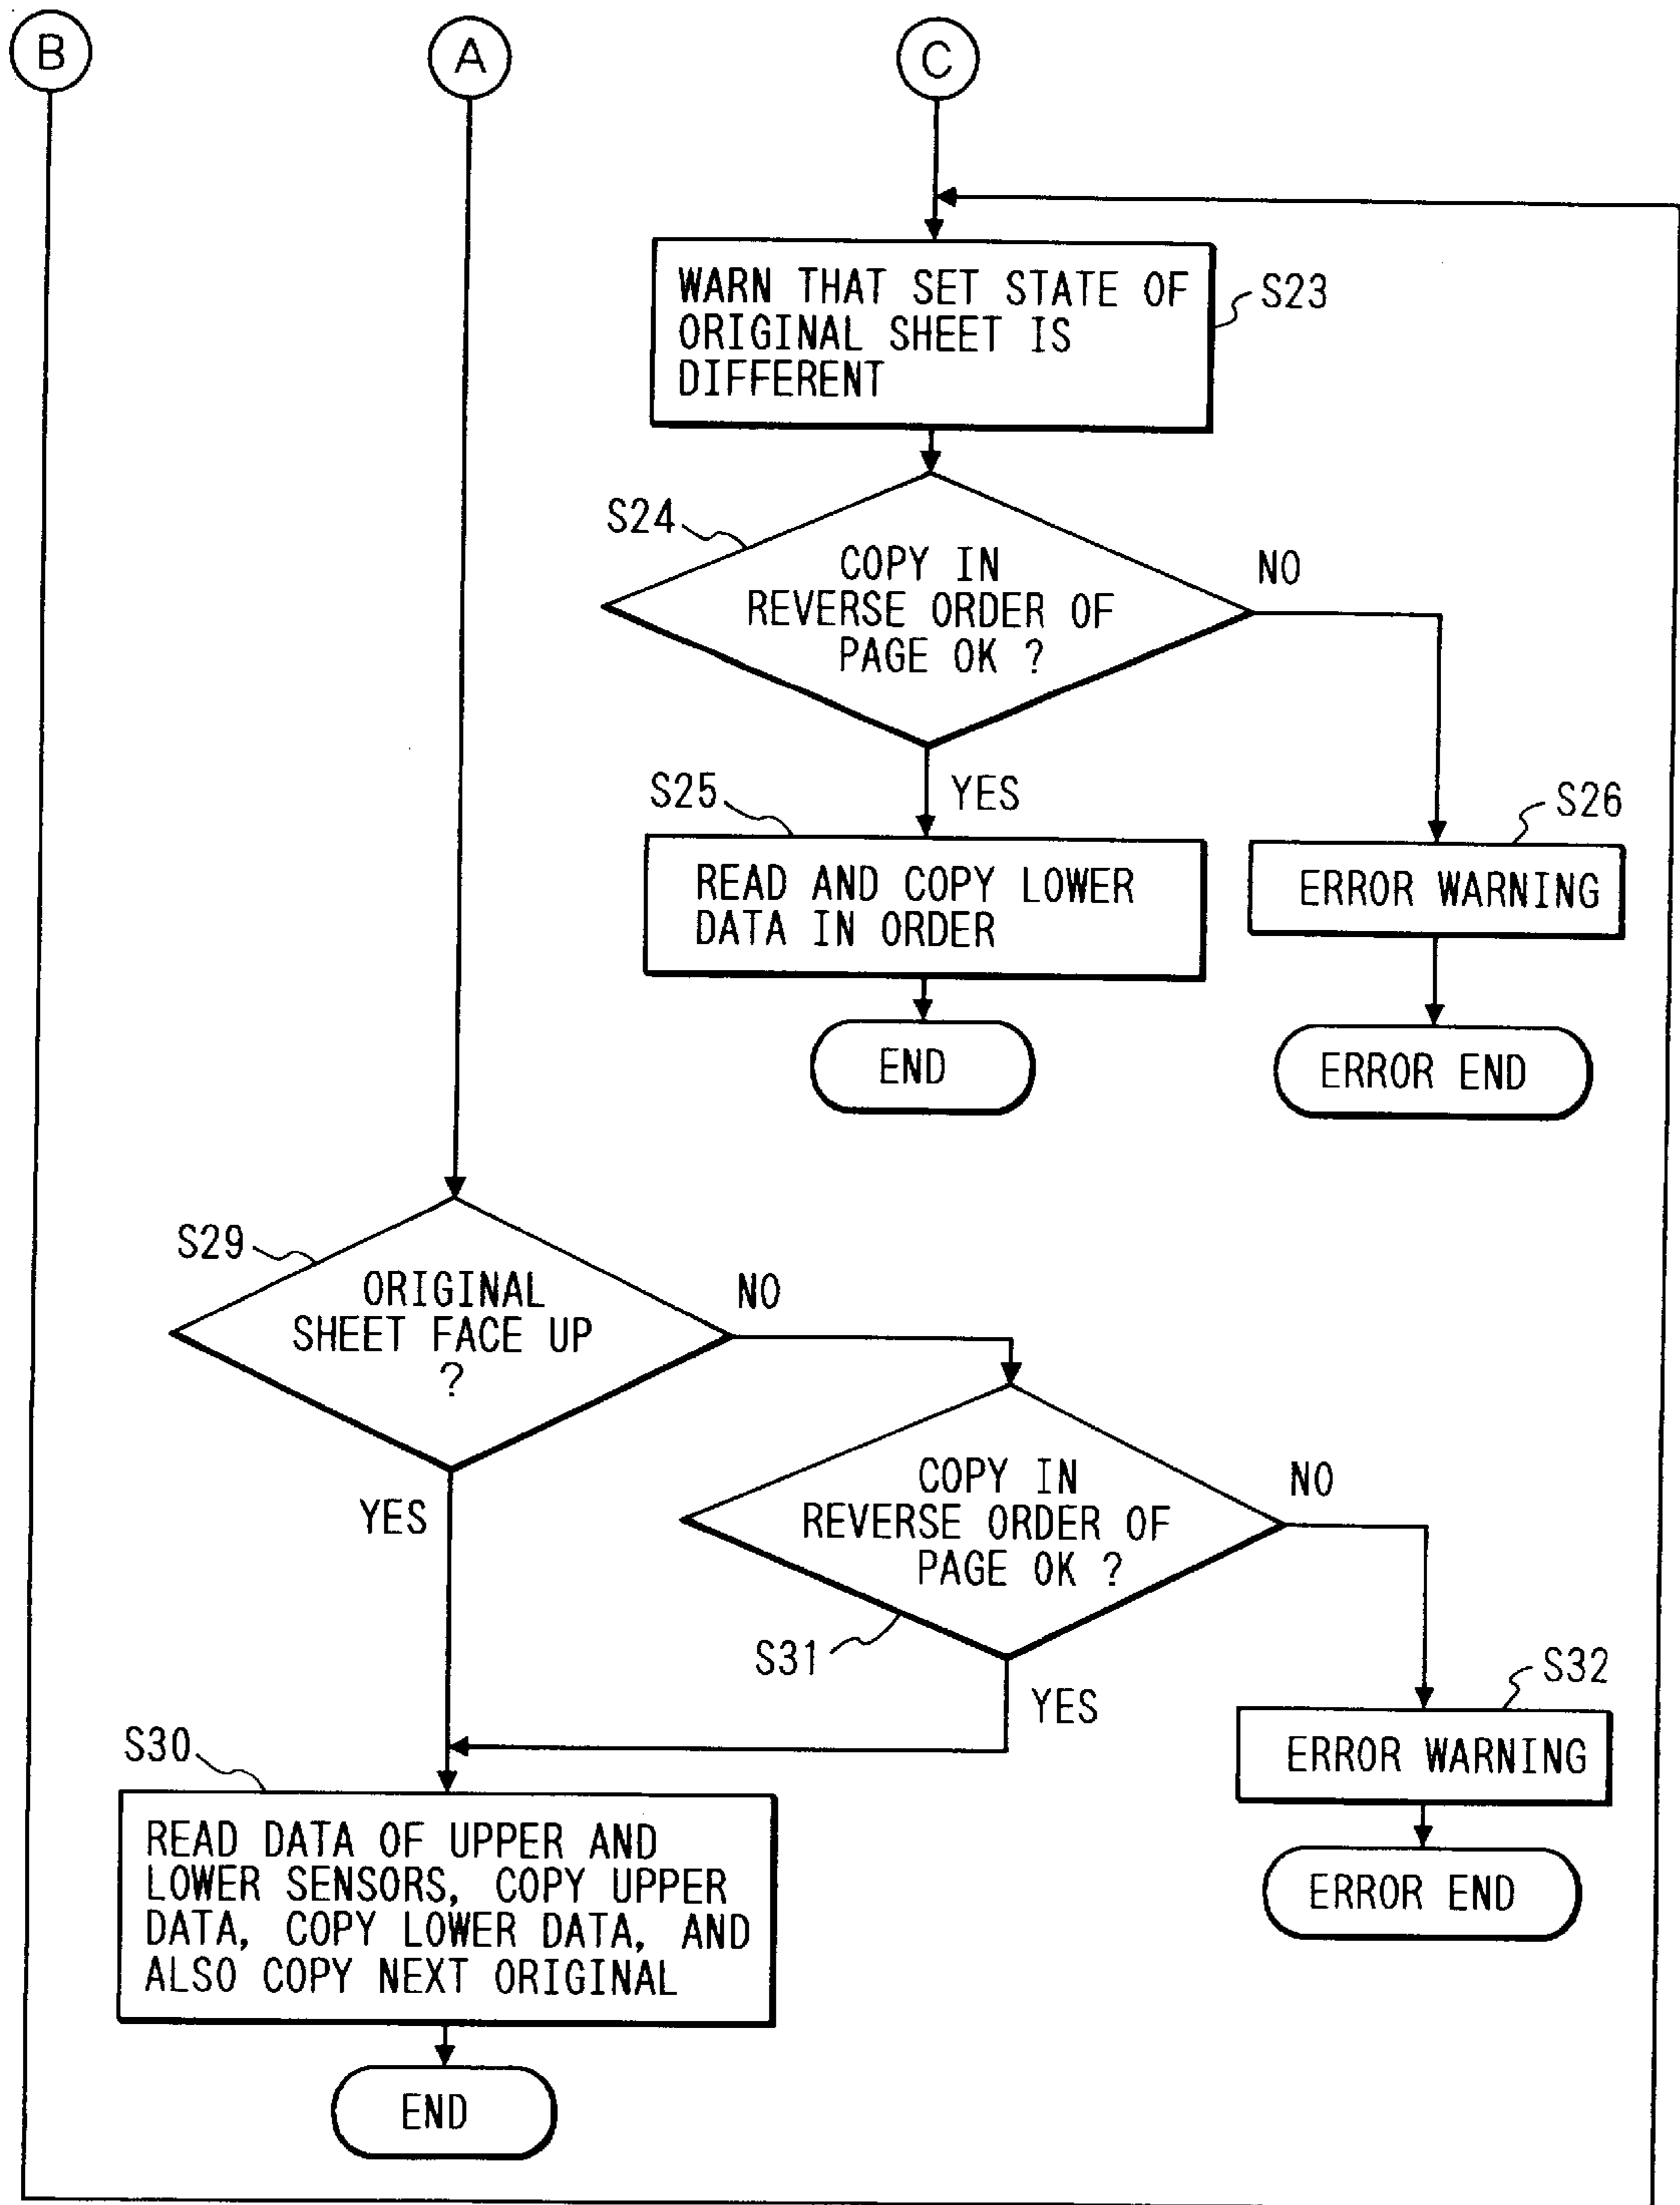 B
A
C
WARN THAT SET STATE OF
ORIGINAL SHEET IS
DIFFERENT
S23
S24
COPY IN
REVERSE ORDER OF
PAGE OK ?
NO
YES
S25
READ AND COPY LOWER
DATA IN ORDER
S26
ERROR WARNING
END
ERROR END
S29
ORIGINAL
SHEET FACE UP
?
NO
YES
COPY IN
REVERSE ORDER OF
PAGE OK ?
NO
S31
YES
S32
ERROR WARNING
ERROR END
S30
READ DATA OF UPPER AND
LOWER SENSORS, COPY UPPER
DATA, COPY LOWER DATA, AND
ALSO COPY NEXT ORIGINAL
END